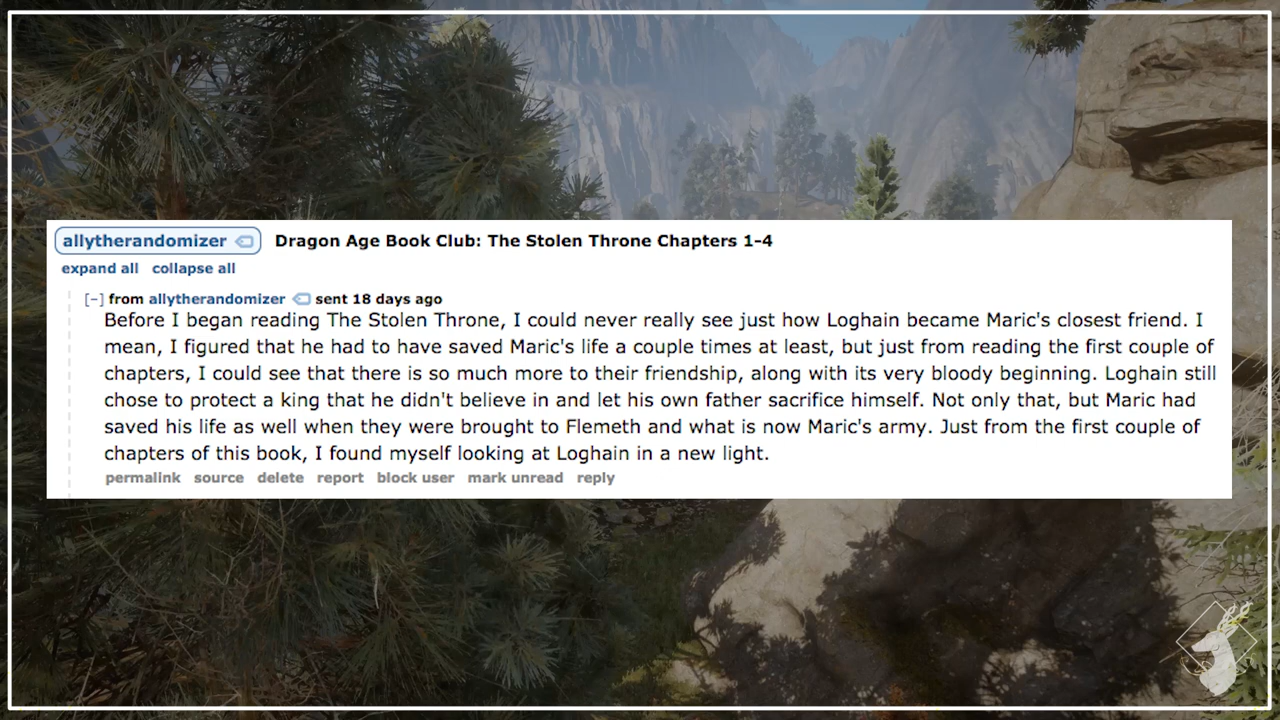 allytherandomizer Dragon Age Book Club: The Stolen Throne Chapters 1-4
expand all collapse all
[-] from allytherandomizer sent 18 days ago
Before I began reading The Stolen Throne, I could never really see just how Loghain became Maric's closest friend. I
mean, I figured that he had to have saved Maric's life a couple times at least, but just from reading the first couple of
chapters, I could see that there is so much more to their friendship, along with its very bloody beginning. Loghain still
chose to protect a king that he didn't believe in and let his own father sacrifice himself. Not only that, but Maric had
saved his life as well when they were brought to Flemeth and what is now Maric's army. Just from the first couple of
chapters of this book, I found myself looking at Loghain in a new light.
permalink source delete report block user mark unread reply